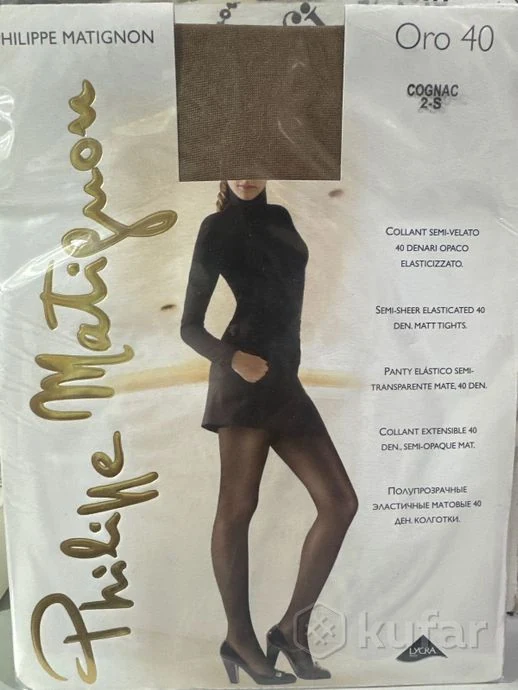 PHILIPPE MATIGNON
Oro 40
COGNAC
2-S
Philippe Matignon
COLLANT SEMI-VELATO
40 DENARI OPACO
ELASTICIZZATO.
SEMI-SHEER ELASTICATED 40
DEN. MATT TIGHTS.
PANTY ELÁSTICO SEMI-
TRANSPARENTE MATE, 40 DEN.
COLLANT EXTENSIBLE 40
DEN., SEMI-OPAQUE MAT.
ПОЛУПРОЗРАЧНЫЕ
ЭЛАСТИЧНЫЕ МАТОВЫЕ 40
ДЕН. КОЛГОТКИ.
LYCRA
kufar